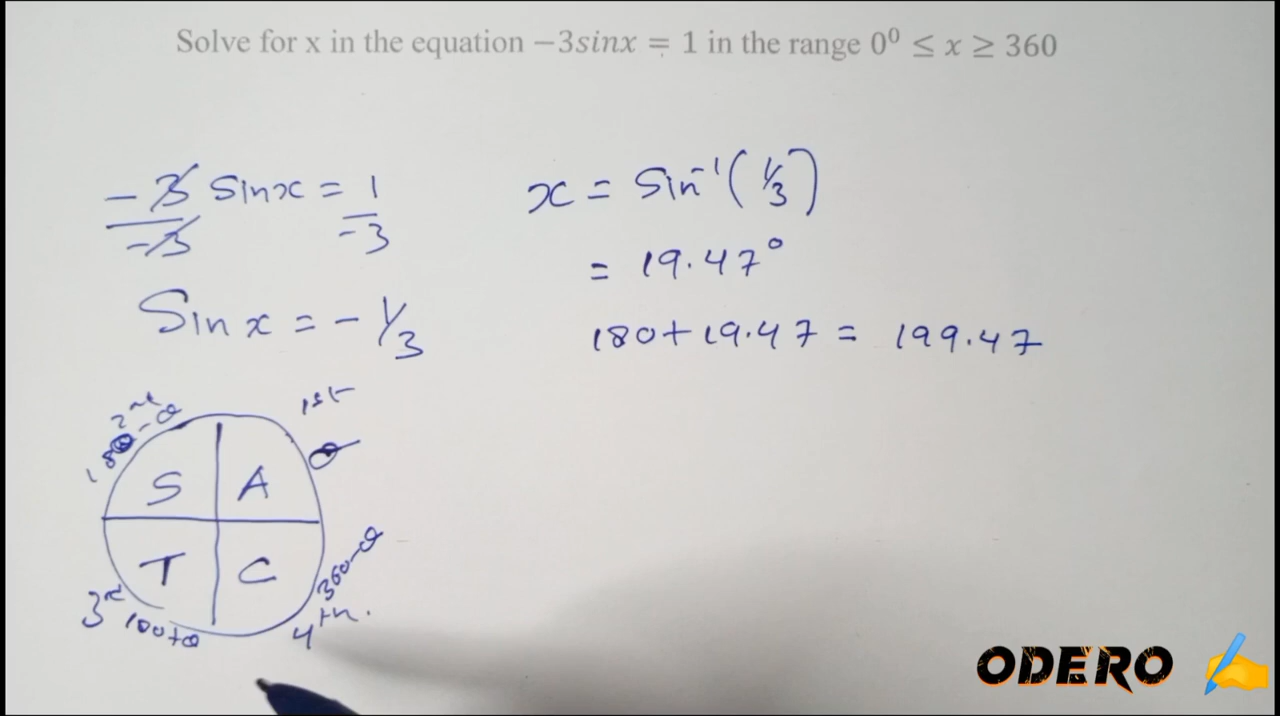 Solve for x in the equation −3sinx = 1 in the range 0⁰ ≤ x ≥ 360
−3 Sinx = 1
−3 −3
Sin x = − 1/3
x = Sin⁻¹ (1/3)
= 19.47°
180 + 19.47 = 199.47
2nd
180−θ
1st
θ
S A
T C
3rd 180+θ
360−θ
4th.
ODERO